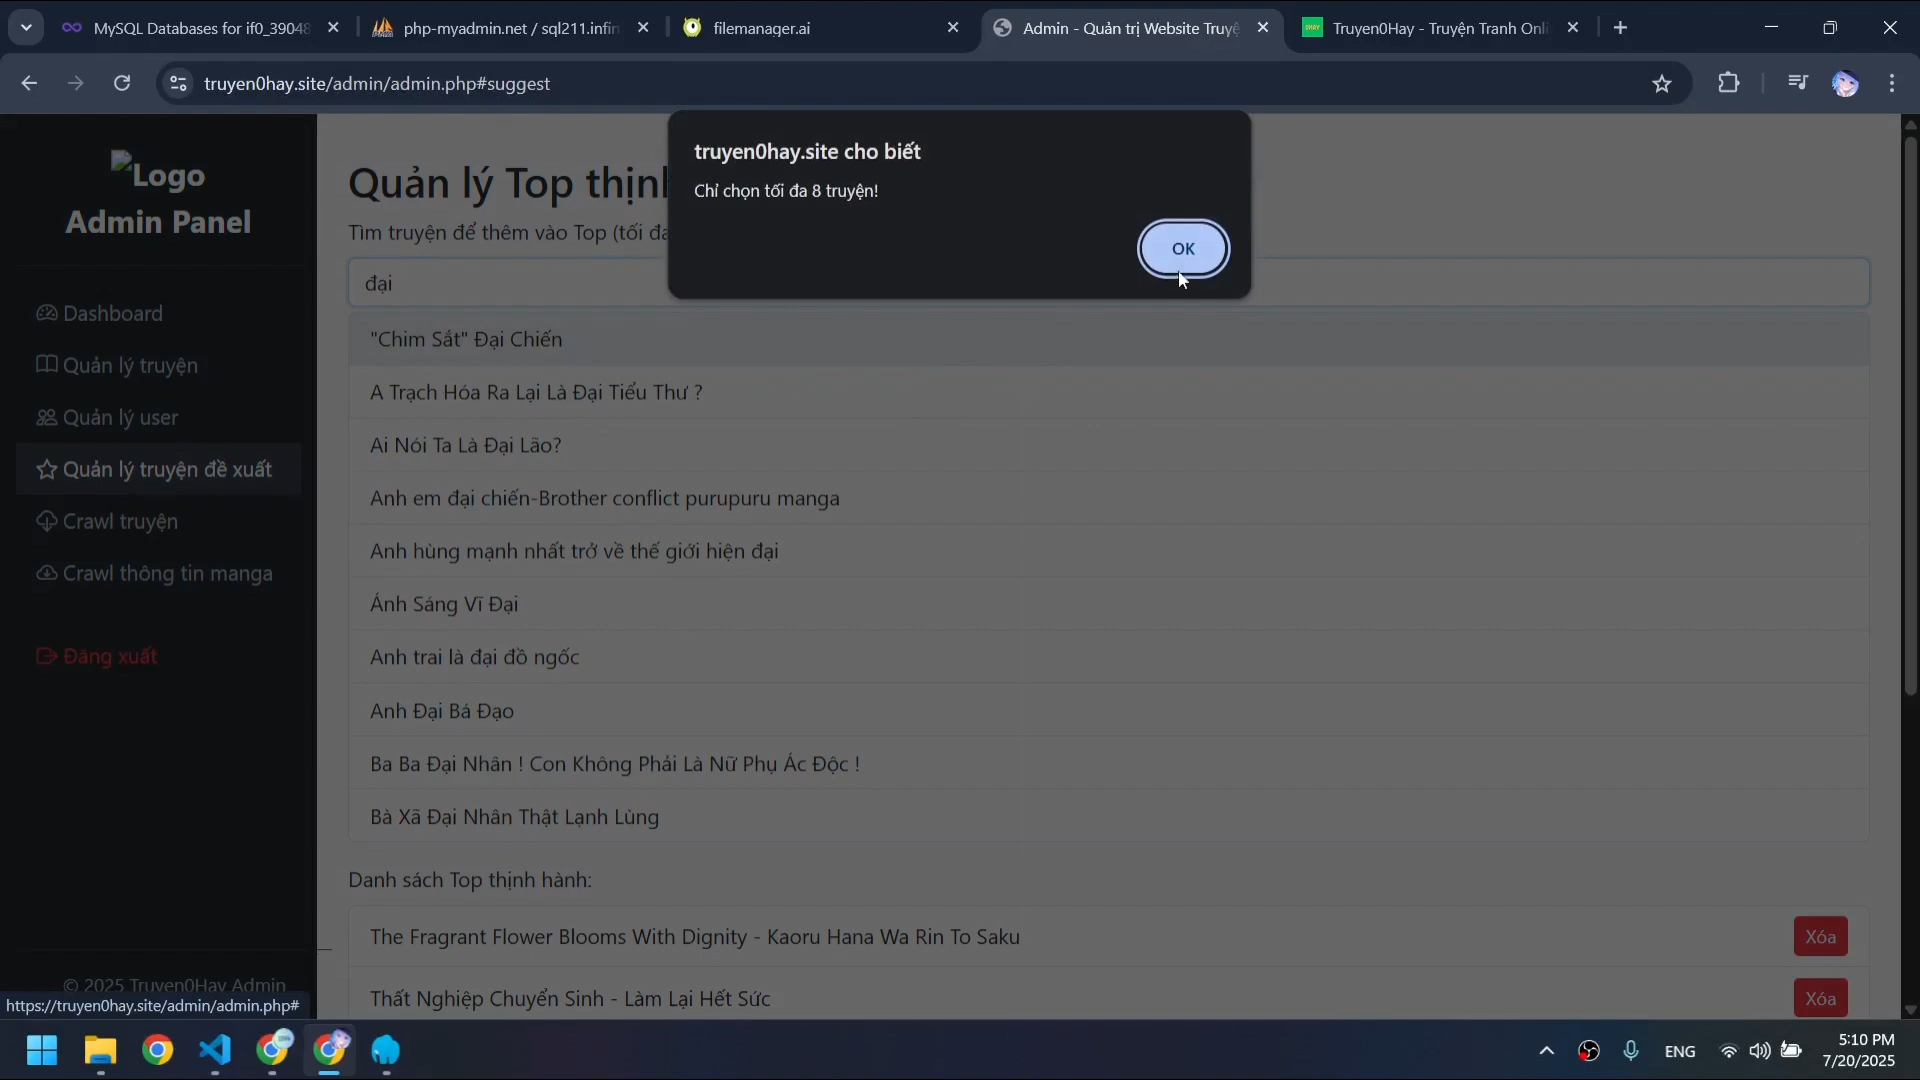 MySQL Databases for if0_39048
php-myadmin.net / sql211.infin
filemanager.ai
Admin - Quản trị Website Truyệ
Truyen0Hay - Truyện Tranh Onli
truyen0hay.site/admin/admin.php#suggest
truyen0hay.site cho biết
Chỉ chọn tối đa 8 truyện!
OK
Logo
Admin Panel
Dashboard
Quản lý truyện
Quản lý user
Quản lý truyện đề xuất
Crawl truyện
Crawl thông tin manga
Đăng xuất
© 2025 Truyen0Hay Admin
https://truyen0hay.site/admin/admin.php#
Quản lý Top thịnh
Tìm truyện để thêm vào Top (tối đa
đại
"Chim Sắt" Đại Chiến
A Trạch Hóa Ra Lại Là Đại Tiểu Thư ?
Ai Nói Ta Là Đại Lão?
Anh em đại chiến-Brother conflict purupuru manga
Anh hùng mạnh nhất trở về thế giới hiện đại
Ánh Sáng Vĩ Đại
Anh trai là đại đồ ngốc
Anh Đại Bá Đạo
Ba Ba Đại Nhân ! Con Không Phải Là Nữ Phụ Ác Độc !
Bà Xã Đại Nhân Thật Lạnh Lùng
Danh sách Top thịnh hành:
The Fragrant Flower Blooms With Dignity - Kaoru Hana Wa Rin To Saku
Xóa
Thất Nghiệp Chuyển Sinh - Làm Lại Hết Sức
Xóa
ENG
5:10 PM
7/20/2025